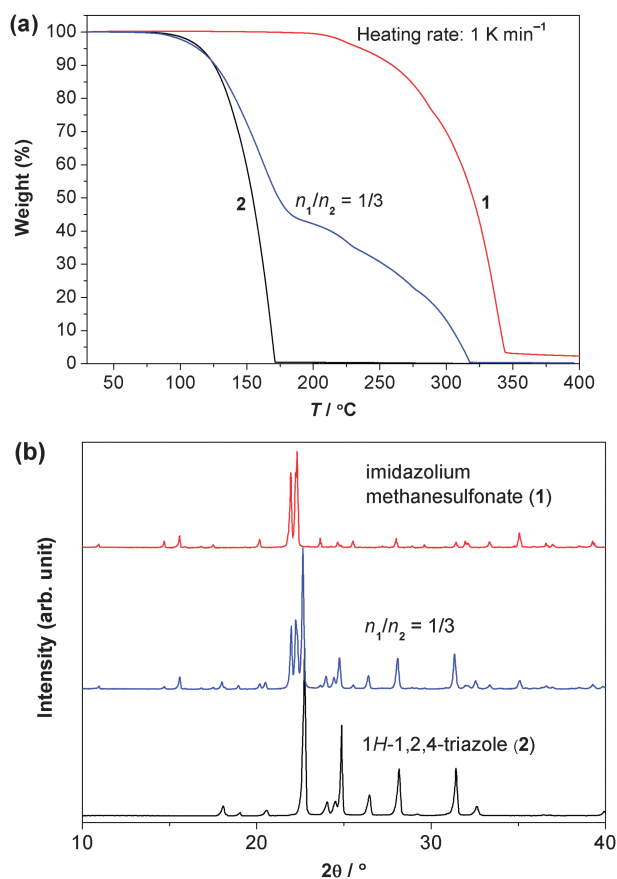 (a)
Heating rate: 1 K min⁻¹
100
90
80
70
60
50
40
30
20
10
0
Weight (%)
2
n₁/n₂ = 1/3
1
50
100
150
200
250
300
350
400
T / °C
(b)
imidazolium
methanesulfonate (1)
n₁/n₂ = 1/3
1H-1,2,4-triazole (2)
Intensity (arb. unit)
10
20
30
40
2θ / °